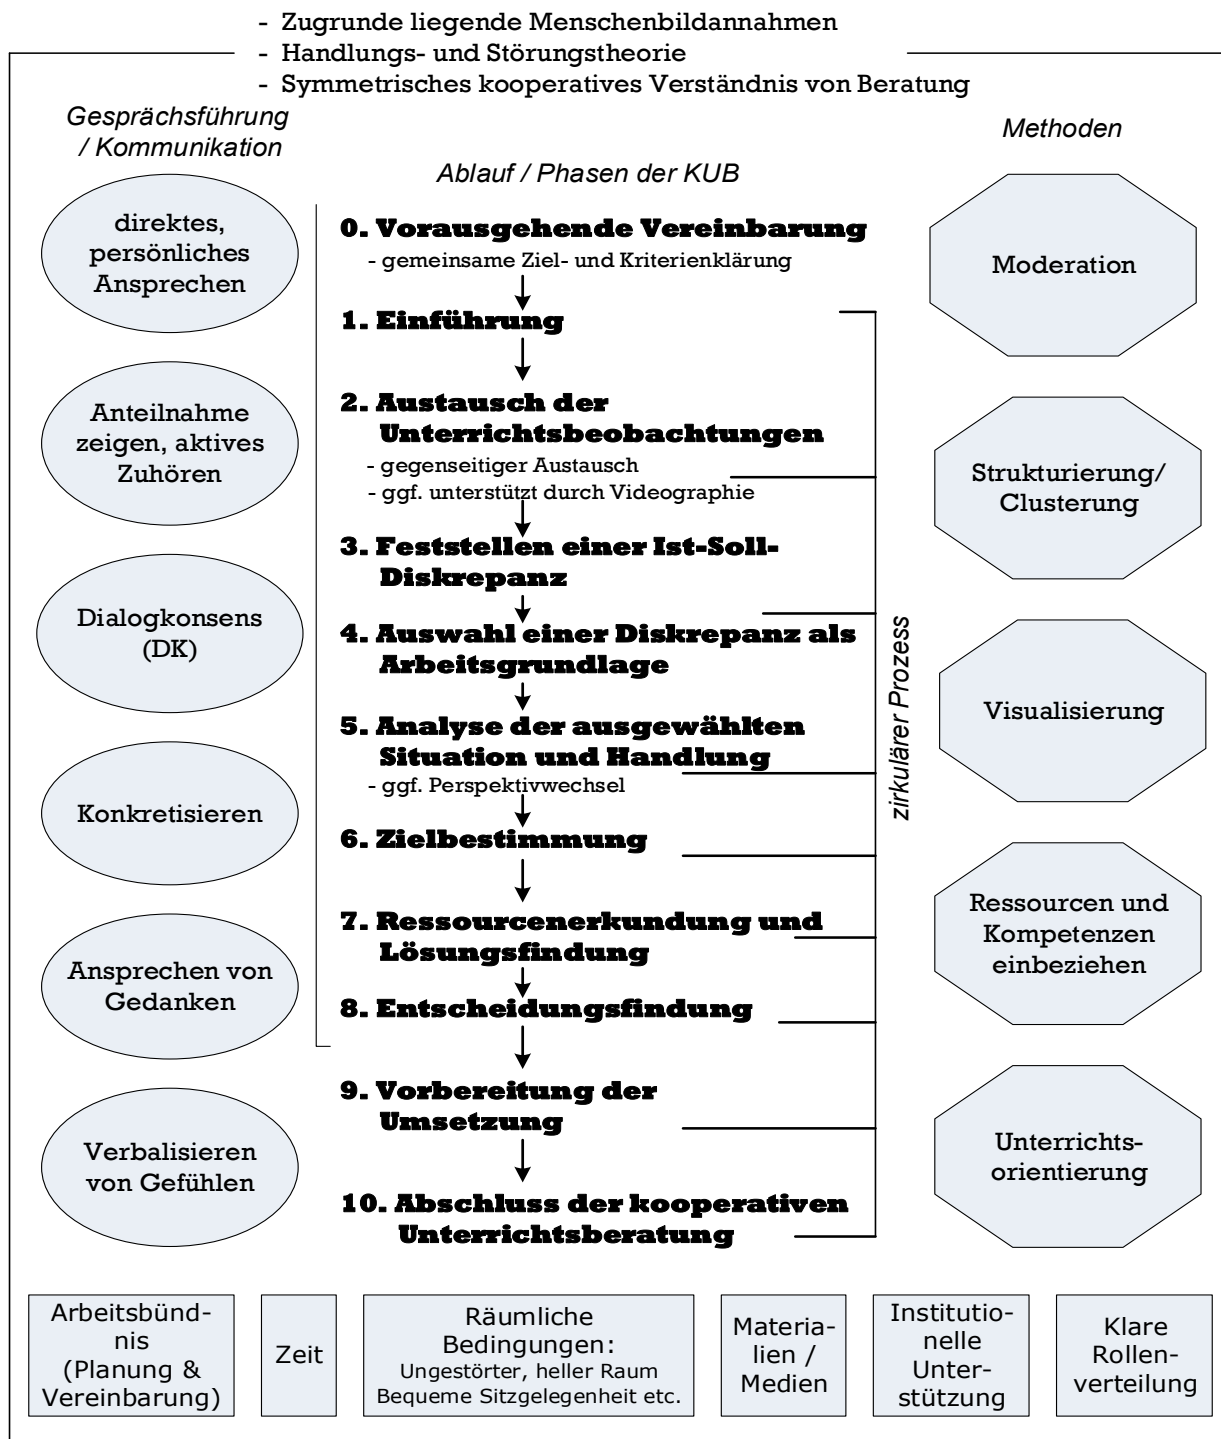 - Zugrunde liegende Menschenbildannahmen
- Handlungs- und Störungstheorie
- Symmetrisches kooperatives Verständnis von Beratung
Gesprächsführung
/ Kommunikation
direktes,
persönliches
Ansprechen
Anteilnahme
zeigen, aktives
Zuhören
Dialogkonsens
(DK)
Konkretisieren
Ansprechen von
Gedanken
Verbalisieren
von Gefühlen
Ablauf / Phasen der KUB
0. Vorausgehende Vereinbarung
- gemeinsame Ziel- und Kriterienklärung
1. Einführung
2. Austausch der
Unterrichtsbeobachtungen
- gegenseitiger Austausch
- ggf. unterstützt durch Videographie
3. Feststellen einer Ist-Soll-
Diskrepanz
4. Auswahl einer Diskrepanz als
Arbeitsgrundlage
5. Analyse der ausgewählten
Situation und Handlung
- ggf. Perspektivwechsel
6. Zielbestimmung
7. Ressourcenerkundung und
Lösungsfindung
8. Entscheidungsfindung
9. Vorbereitung der
Umsetzung
10. Abschluss der kooperativen
Unterrichtsberatung
zirkulärer Prozess
Methoden
Moderation
Strukturierung/
Clusterung
Visualisierung
Ressourcen und
Kompetenzen
einbeziehen
Unterrichts-
orientierung
Arbeitsbünd-
nis
(Planung &
Vereinbarung)
Zeit
Räumliche
Bedingungen:
Ungestörter, heller Raum
Bequeme Sitzgelegenheit etc.
Materia-
lien /
Medien
Institutio-
nelle
Unter-
stützung
Klare
Rollen-
verteilung